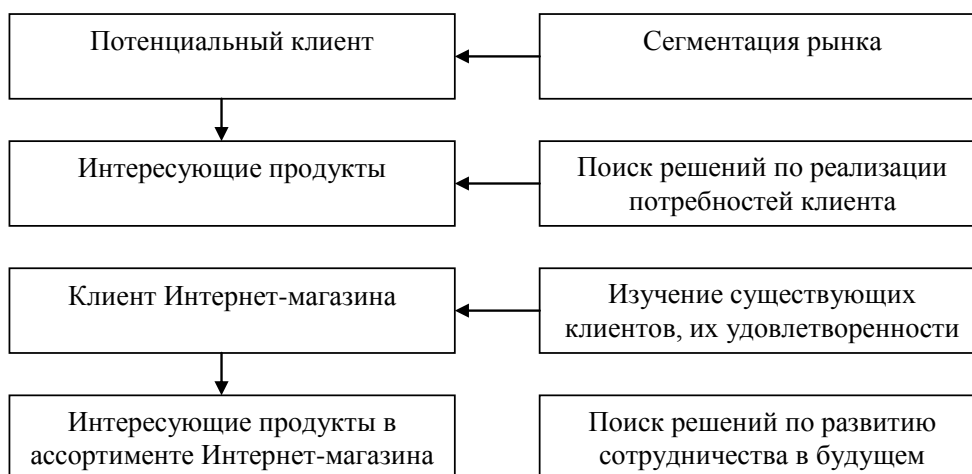 Потенциальный клиент
Сегментация рынка
Интересующие продукты
Поиск решений по реализации
потребностей клиента
Клиент Интернет-магазина
Изучение существующих
клиентов, их удовлетворенности
Интересующие продукты в
ассортименте Интернет-магазина
Поиск решений по развитию
сотрудничества в будущем